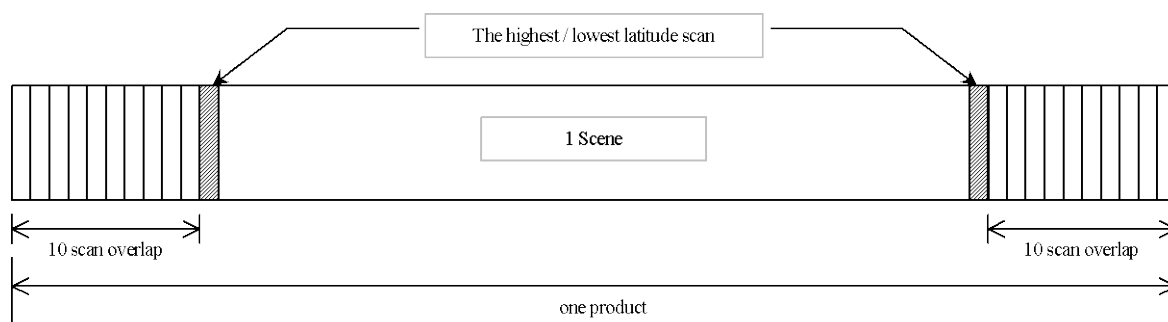 The highest / lowest latitude scan
1 Scene
10 scan overlap
10 scan overlap
one product